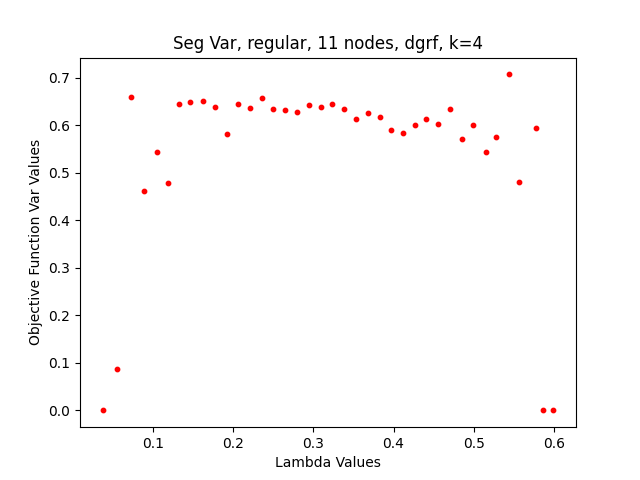 Seg Var, regular, 11 nodes, dgrf, k=4
0.7
0.6
0.5
0.4
0.3
0.2
0.1
0.0
Objective Function Var Values
0.1 0.2 0.3 0.4 0.5 0.6
Lambda Values